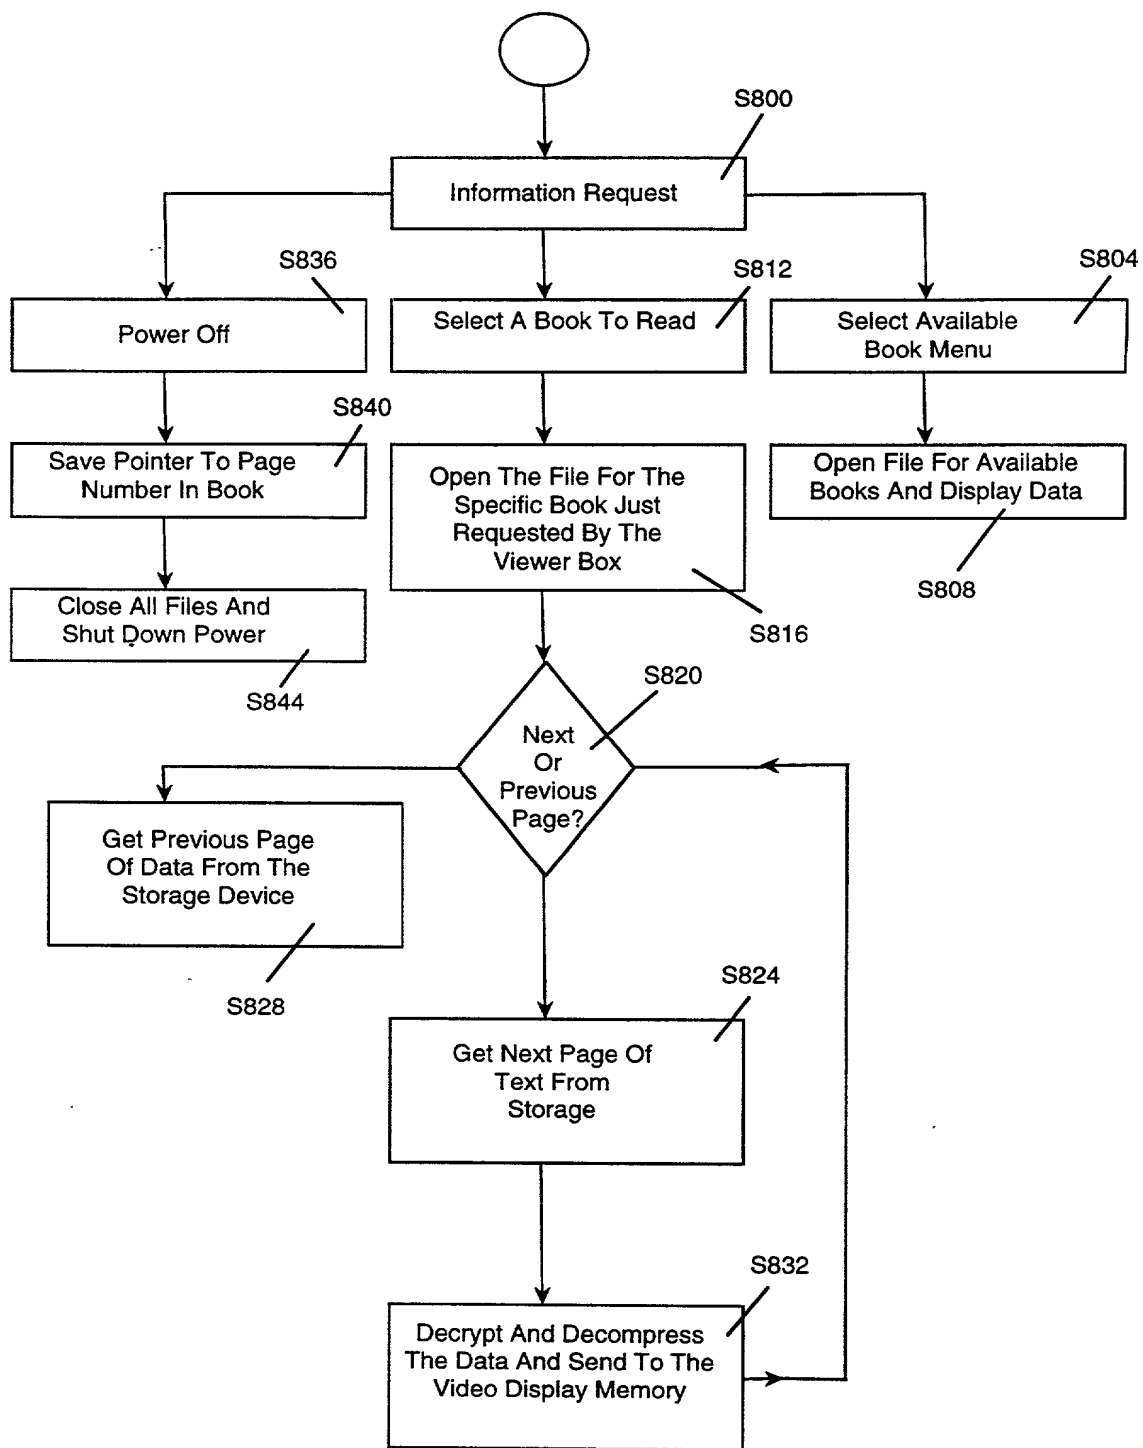 S800
Information Request
S836
S812
S804
Power Off
Select A Book To Read
Select Available
Book Menu
S840
Save Pointer To Page
Number In Book
Open The File For The
Specific Book Just
Requested By The
Viewer Box
Open File For Available
Books And Display Data
S808
Close All Files And
Shut Down Power
S816
S844
S820
Next
Or
Previous
Page?
Get Previous Page
Of Data From The
Storage Device
S828
S824
Get Next Page Of
Text From
Storage
S832
Decrypt And Decompress
The Data And Send To The
Video Display Memory